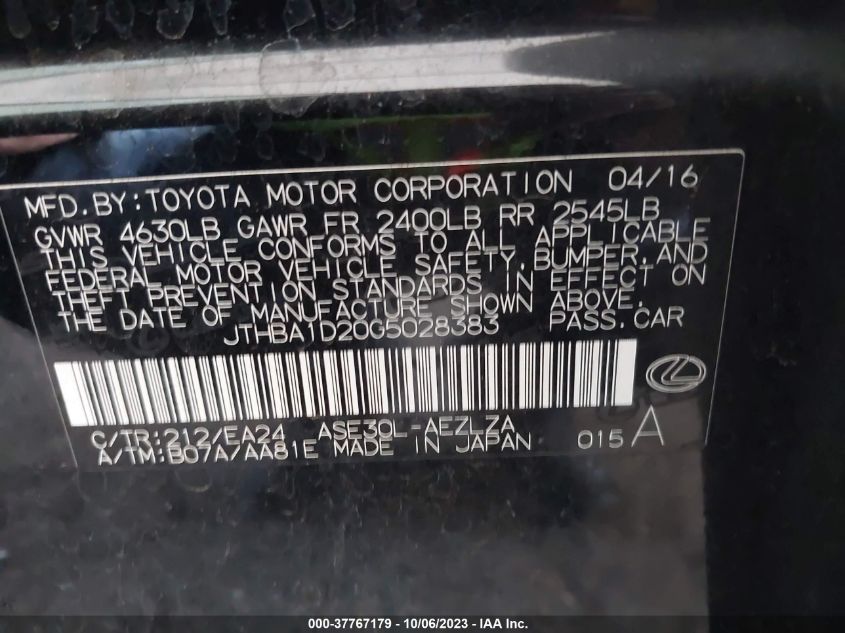 MFD.BY:TOYOTA MOTOR CORPORATION 04/16
GVWR 4630LB GAWR FR 2400LB RR 2545LB
THIS VEHICLE CONFORMS TO ALL APPLICABLE
FEDERAL MOTOR VEHICLE SAFETY,BUMPER,AND
THEFT PREVENTION STANDARDS IN EFFECT ON
THE DATE OF MANUFACTURE SHOWN ABOVE.
JTHBA1D20G5028383 PASS.CAR
C/TR:212/EA24 ASE30L-AEZLZA
A/TM:B07A/AA81E MADE IN JAPAN 015 A
000-37767179 - 10/06/2023 - IAA Inc.